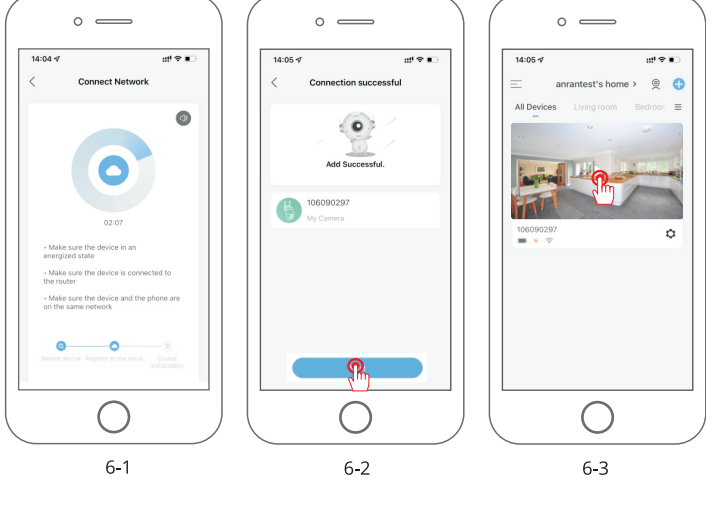 14:04
Connect Network
02:07
• Make sure the device in an
energized state
• Make sure the device is connected to
the router
• Make sure the device and the phone are
on the same network
Search device Register to the cloud Device
initialization
6-1
14:05
Connection successful
Add Successful.
106090297
My Camera
6-2
14:05
anrantest's home >
All Devices Living room Bedroor
106090297
6-3